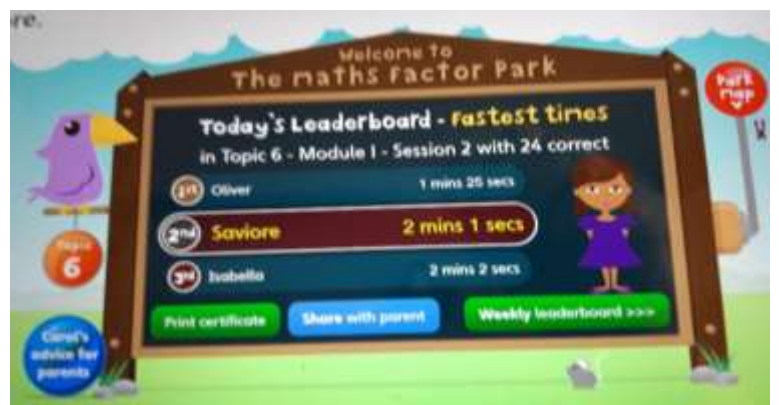 re.
Welcome to
The maths Factor Park
Park
map
Today's Leaderboard - Fastest times
in Topic 6 - Module 1 - Session 2 with 24 correct
1st Oliver 1 mins 25 secs
2nd Saviore 2 mins 1 secs
3rd Isabella 2 mins 2 secs
Topic
6
Print certificate Share with parent Weekly leaderboard >>>
Carol's
advice for
parents